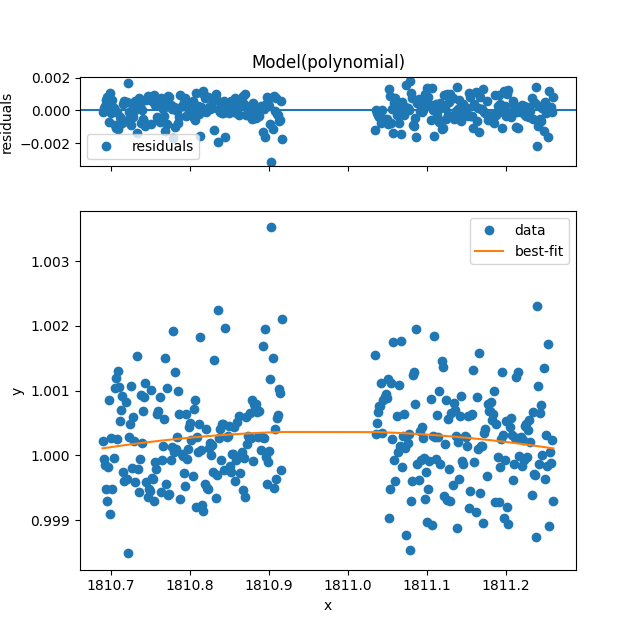 Model(polynomial)
residuals
0.002
0.000
−0.002
residuals
y
1.003
1.002
1.001
1.000
0.999
data
best-fit
1810.7 1810.8 1810.9 1811.0 1811.1 1811.2
x